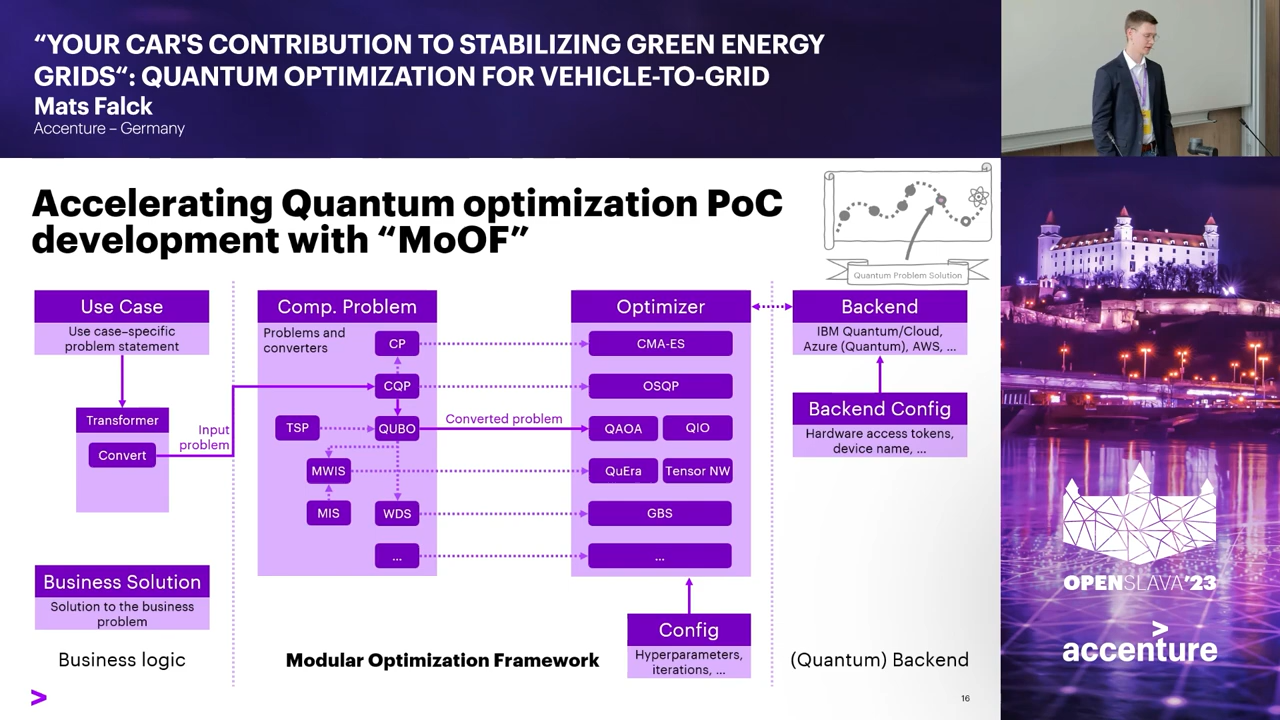 “YOUR CAR'S CONTRIBUTION TO STABILIZING GREEN ENERGY
GRIDS“: QUANTUM OPTIMIZATION FOR VEHICLE-TO-GRID
Mats Falck
Accenture – Germany
Accelerating Quantum optimization PoC
development with “MoOF”
Quantum Problem Solution
Use Case
Use case–specific
problem statement
Transformer
Convert
Input
problem
Business Solution
Solution to the business
problem
Business logic
Comp. Problem
Problems and
converters
CP
CQP
TSP
QUBO
MWIS
MIS
WDS
...
Converted problem
Optimizer
CMA-ES
OSQP
QAOA
QIO
QuEra
Tensor NW
GBS
...
Config
Hyperparameters,
iterations, ...
Modular Optimization Framework
Backend
IBM Quantum/Cloud,
Azure (Quantum), AWS, ...
Backend Config
Hardware access tokens,
device name, ...
(Quantum) Backend
>
16
OPENSLAVA'23
>
accenture